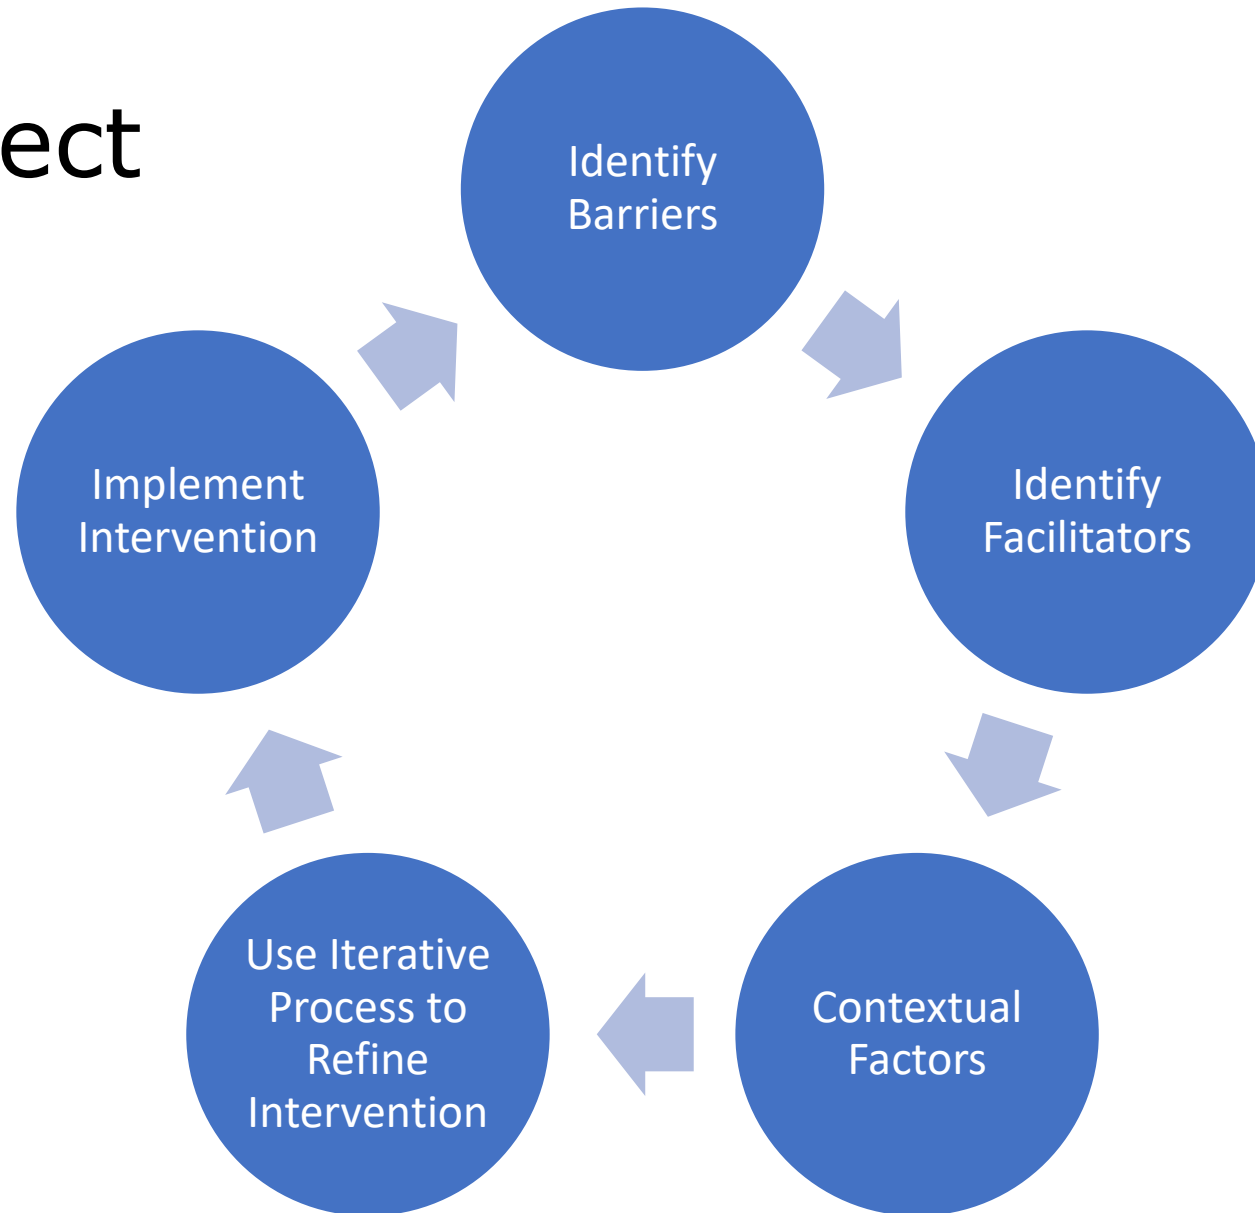 ect
Identify
Barriers
Identify
Facilitators
Contextual
Factors
Use Iterative
Process to
Refine
Intervention
Implement
Intervention